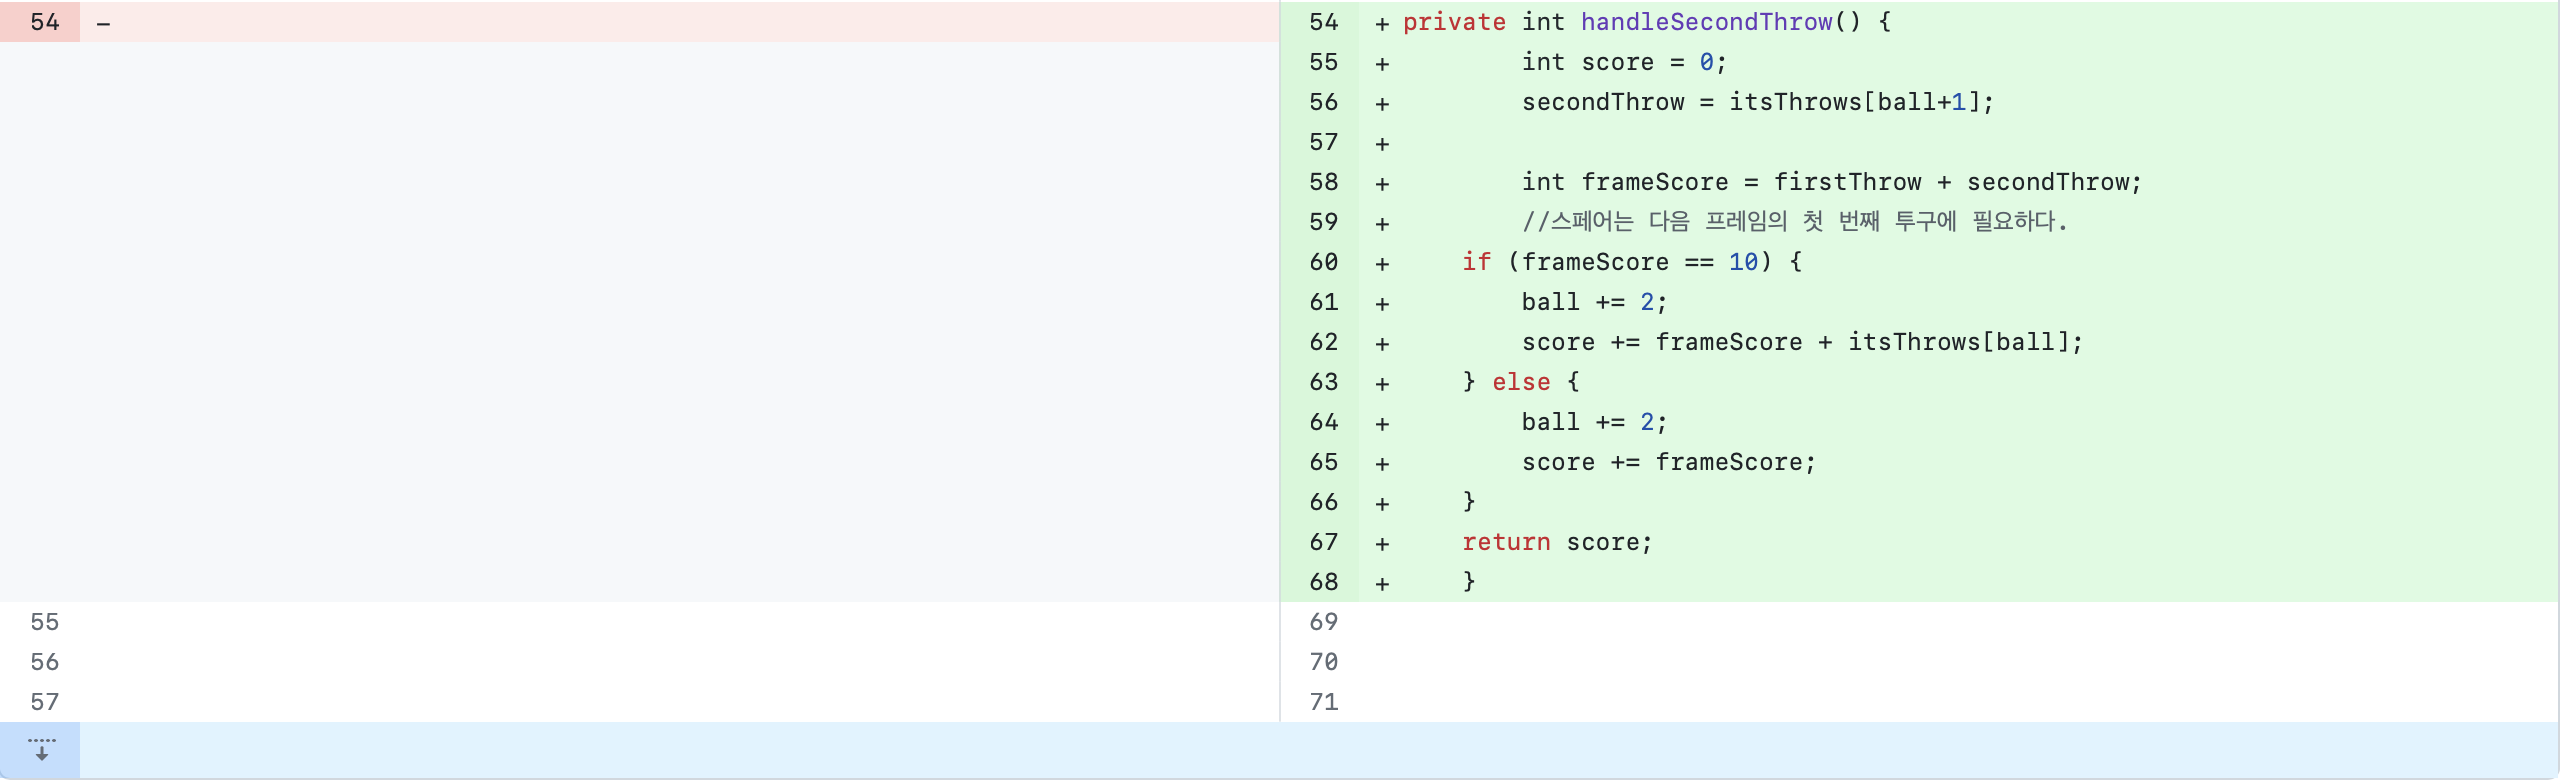 54 -
54 + private int handleSecondThrow() {
55 + int score = 0;
56 + secondThrow = itsThrows[ball+1];
57 +
58 + int frameScore = firstThrow + secondThrow;
59 + //스페어는 다음 프레임의 첫 번째 투구에 필요하다.
60 + if (frameScore == 10) {
61 + ball += 2;
62 + score += frameScore + itsThrows[ball];
63 + } else {
64 + ball += 2;
65 + score += frameScore;
66 + }
67 + return score;
68 + }
55 69
56 70
57 71